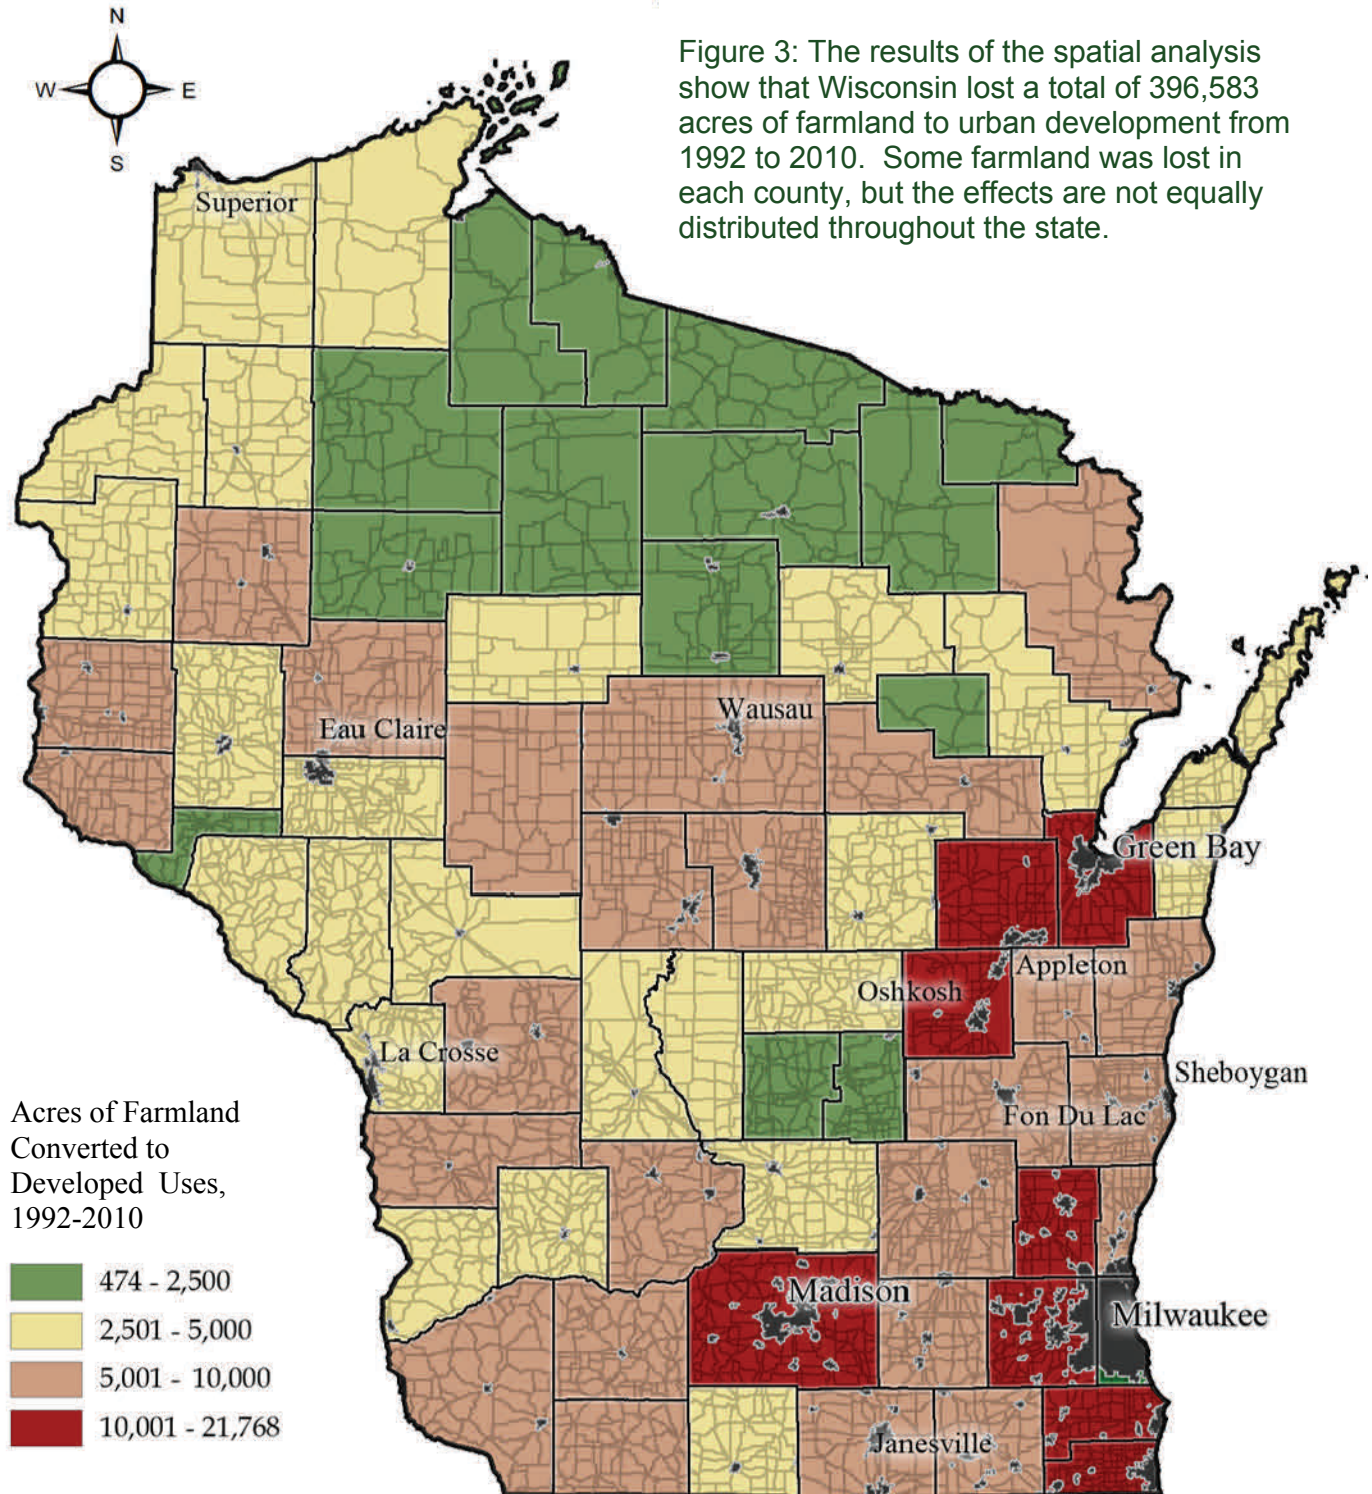 N
W E
S
Figure 3: The results of the spatial analysis
show that Wisconsin lost a total of 396,583
acres of farmland to urban development from
1992 to 2010. Some farmland was lost in
each county, but the effects are not equally
distributed throughout the state.
Superior
Wausau
Eau Claire
Green Bay
Appleton
Oshkosh
La Crosse
Sheboygan
Fon Du Lac
Madison
Milwaukee
Janesville
Acres of Farmland
Converted to
Developed Uses,
1992-2010
474 - 2,500
2,501 - 5,000
5,001 - 10,000
10,001 - 21,768